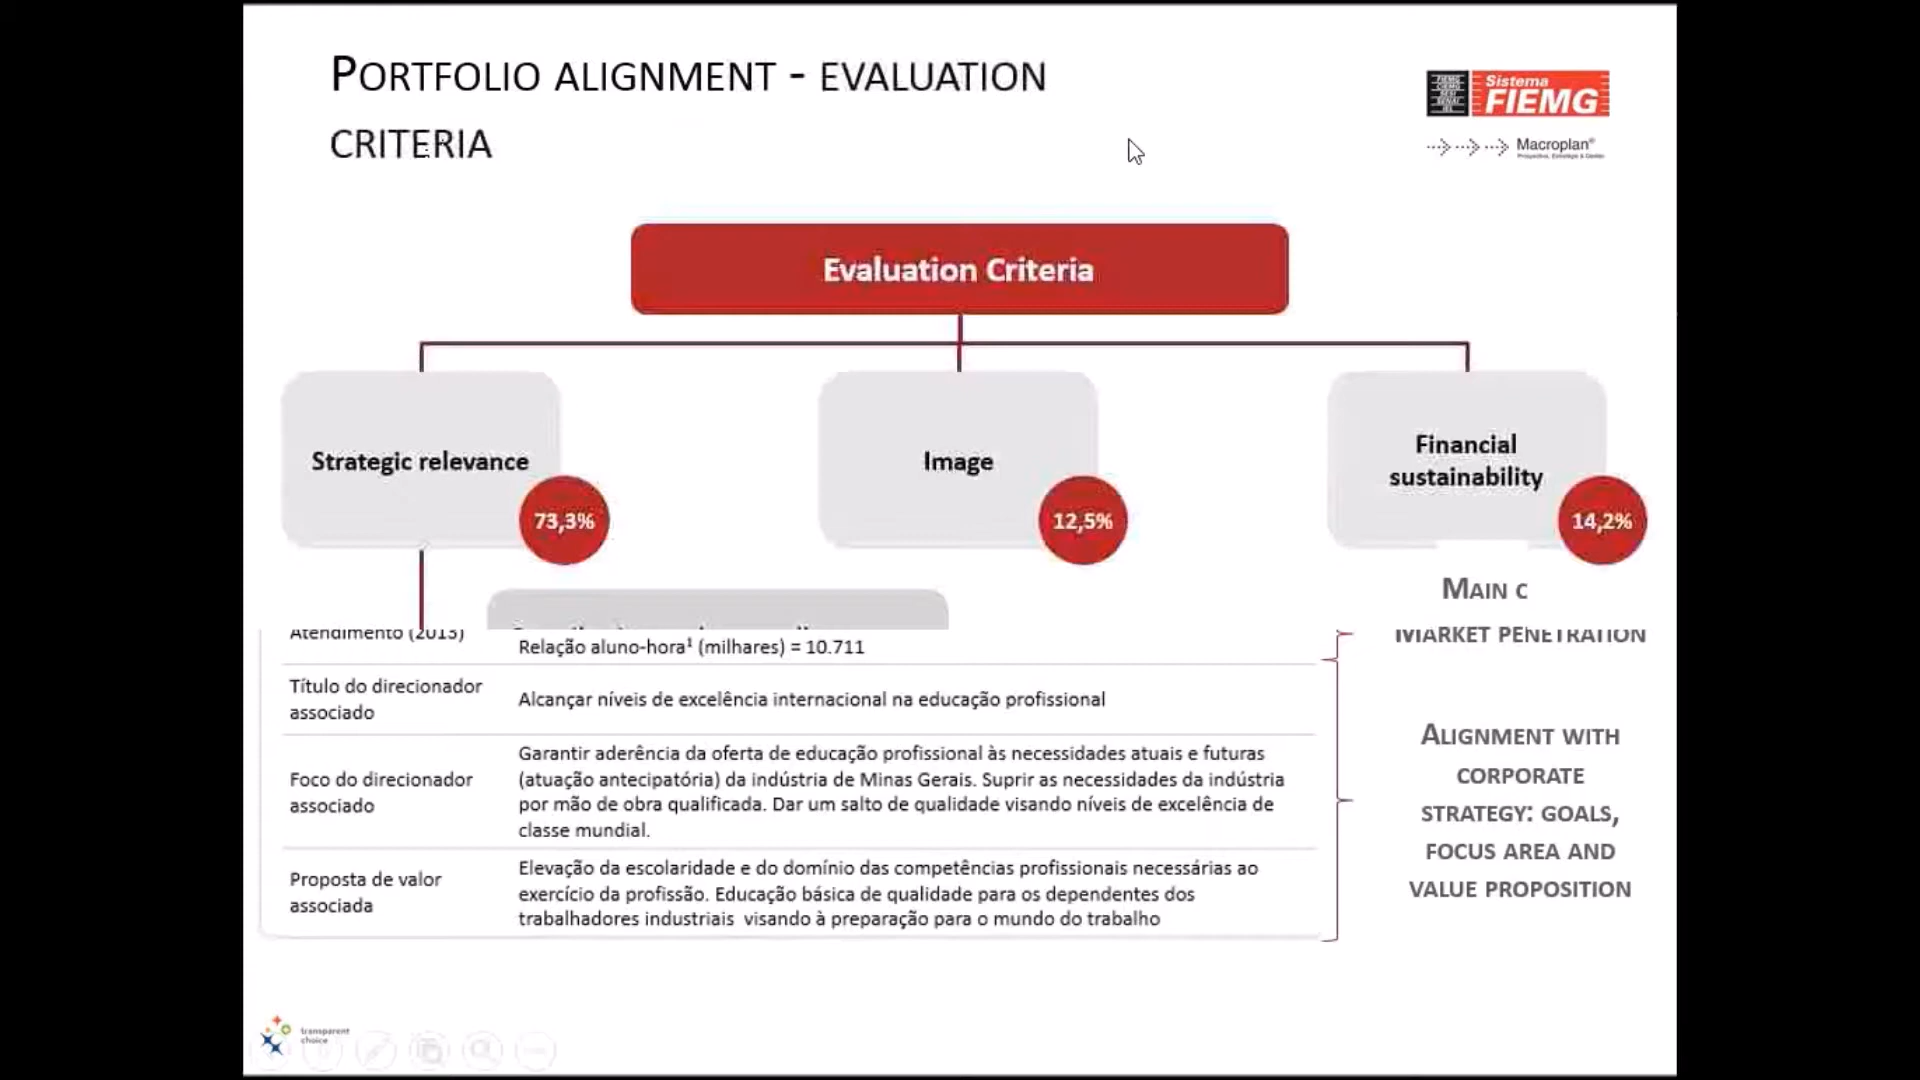 PORTFOLIO ALIGNMENT - EVALUATION
CRITERIA
Sistema
FIEMG
Macroplan®
Evaluation Criteria
Strategic relevance
73,3%
Image
12,5%
Financial
sustainability
14,2%
MAIN C
MARKET PENETRATION
Atendimento (2013)
Relação aluno-hora¹ (milhares) = 10.711
Título do direcionador
associado
Alcançar níveis de excelência internacional na educação profissional
Foco do direcionador
associado
Garantir aderência da oferta de educação profissional às necessidades atuais e futuras
(atuação antecipatória) da indústria de Minas Gerais. Suprir as necessidades da indústria
por mão de obra qualificada. Dar um salto de qualidade visando níveis de excelência de
classe mundial.
Proposta de valor
associada
Elevação da escolaridade e do domínio das competências profissionais necessárias ao
exercício da profissão. Educação básica de qualidade para os dependentes dos
trabalhadores industriais visando à preparação para o mundo do trabalho
ALIGNMENT WITH
CORPORATE
STRATEGY: GOALS,
FOCUS AREA AND
VALUE PROPOSITION
transparent
choice